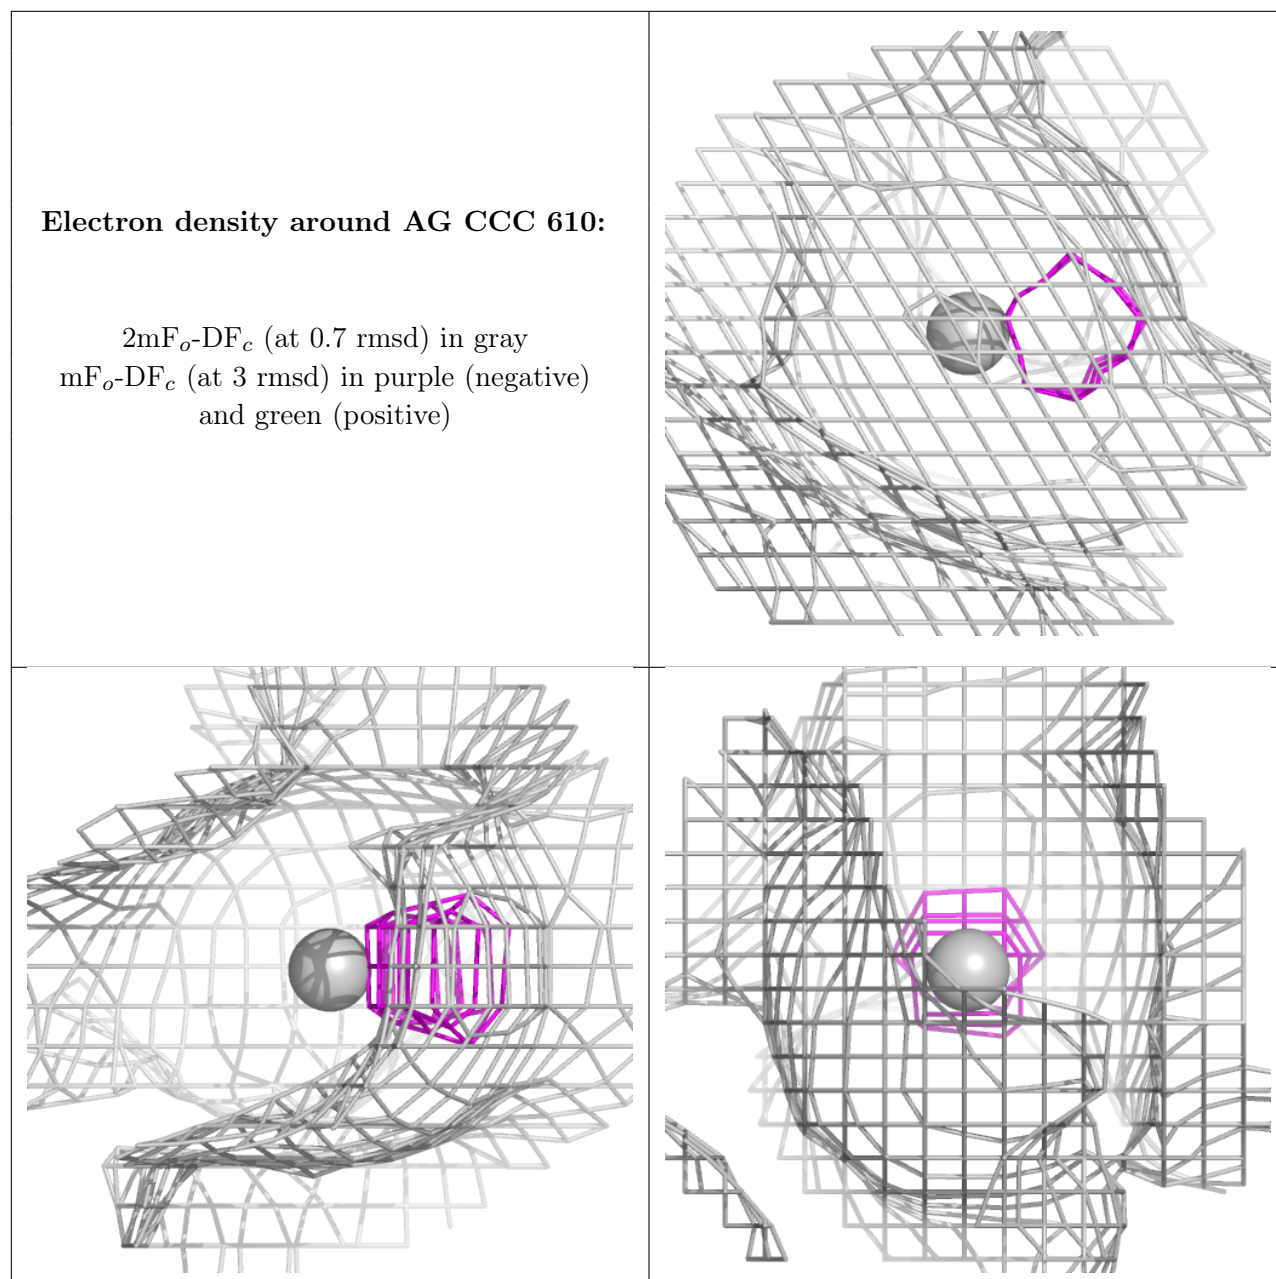 Electron density around AG CCC 610:
2mFo-DFc (at 0.7 rmsd) in gray
mFo-DFc (at 3 rmsd) in purple (negative)
and green (positive)